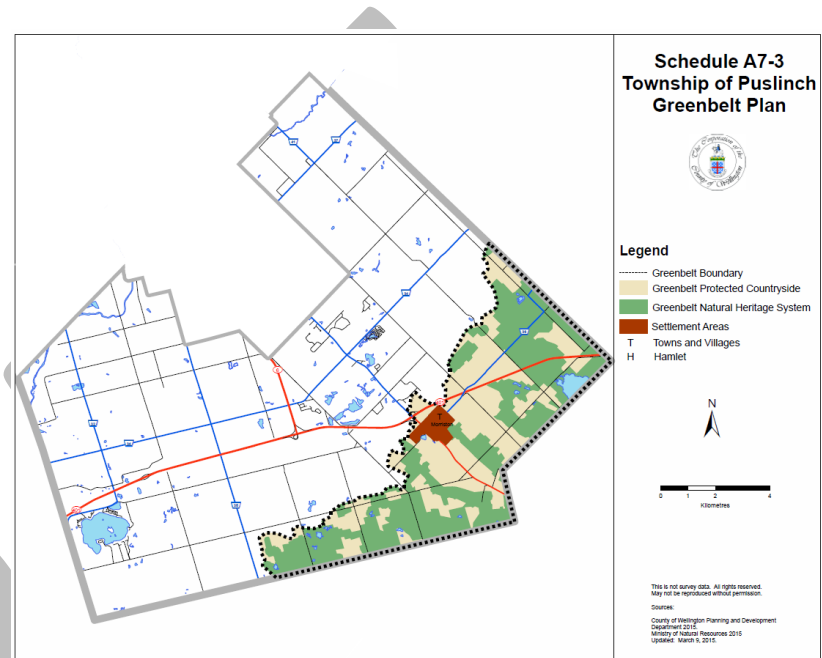 Schedule A7-3
Township of Puslinch
Greenbelt Plan
Legend
Greenbelt Boundary
Greenbelt Protected Countryside
Greenbelt Natural Heritage System
Settlement Areas
T Towns and Villages
H Hamlet
N
0 1 2 4
Kilometres
This is not survey data. All rights reserved.
May not be reproduced without permission.
Sources:
County of Wellington Planning and Development
Department 2015.
Ministry of Natural Resources 2015
Updated: March 9, 2015.
T